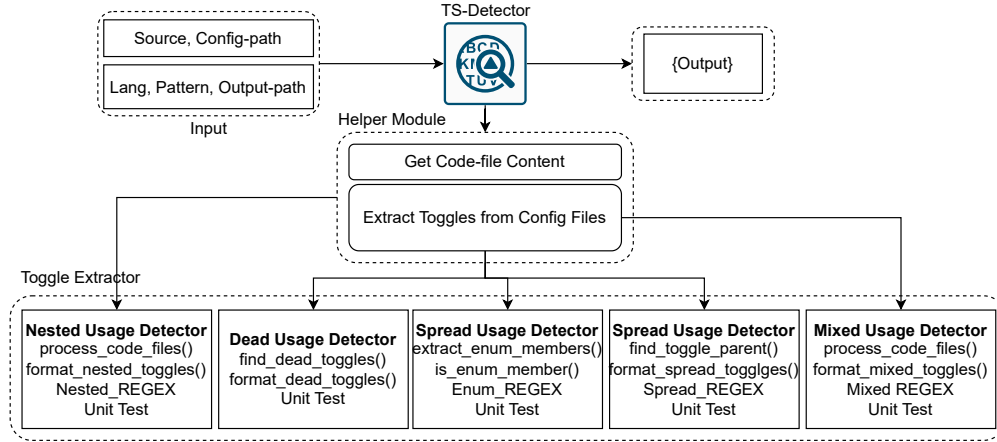 TS-Detector
Source, Config-path
Lang, Pattern, Output-path
Input
{Output}
Helper Module
Get Code-file Content
Extract Toggles from Config Files
Toggle Extractor
Nested Usage Detector
process_code_files()
format_nested_toggles()
Nested_REGEX
Unit Test
Dead Usage Detector
find_dead_toggles()
format_dead_toggles()
Unit Test
Spread Usage Detector
extract_enum_members()
is_enum_member()
Enum_REGEX
Unit Test
Spread Usage Detector
find_toggle_parent()
format_spread_togglges()
Spread_REGEX
Unit Test
Mixed Usage Detector
process_code_files()
format_mixed_toggles()
Mixed REGEX
Unit Test